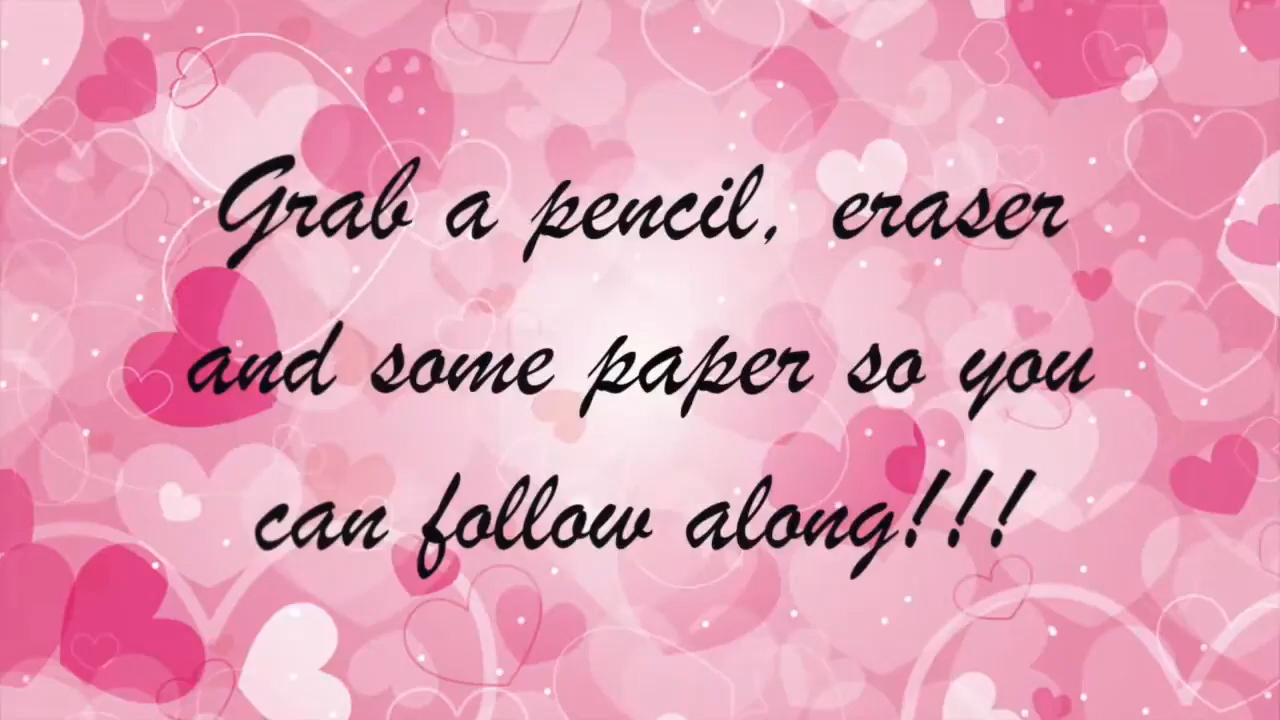 Grab a pencil, eraser
and some paper so you
can follow along!!!